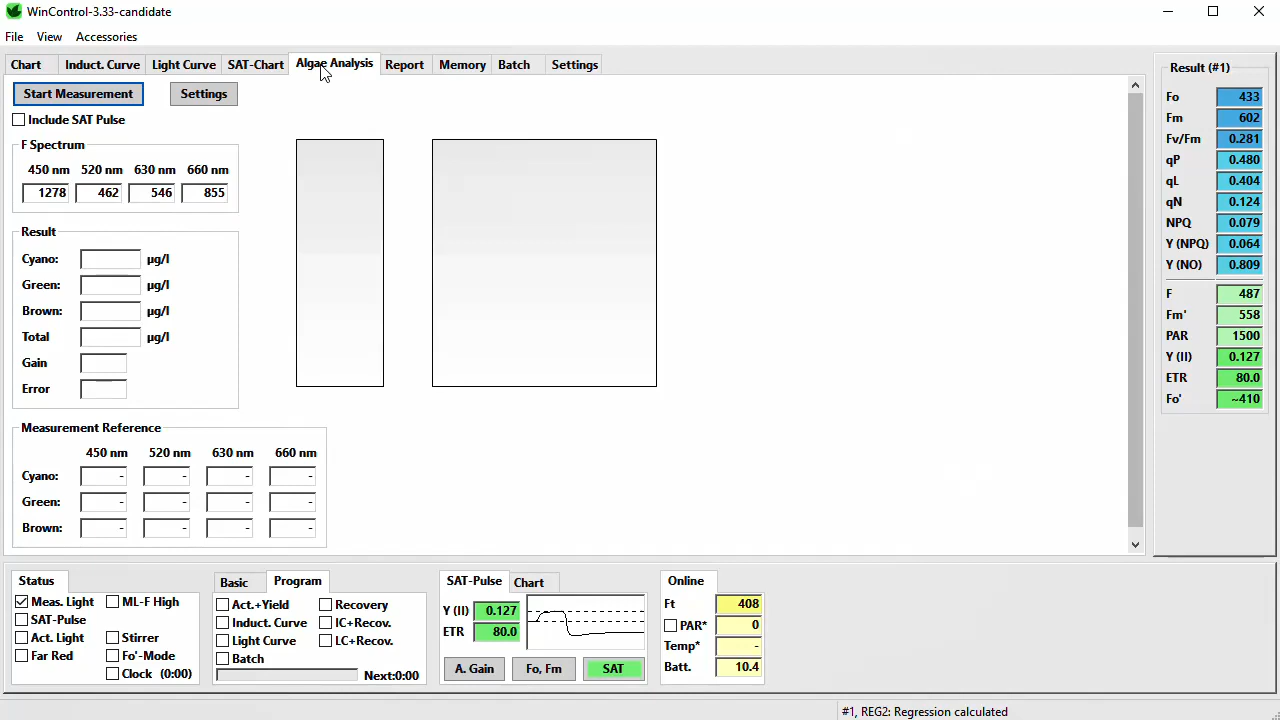 WinControl-3.33-candidate
File View Accessories
Chart Induct. Curve Light Curve SAT-Chart Algae Analysis Report Memory Batch Settings
Start Measurement Settings
Include SAT Pulse
F Spectrum
450 nm 520 nm 630 nm 660 nm
1278 462 546 855
Result
Cyano: µg/l
Green: µg/l
Brown: µg/l
Total µg/l
Gain
Error
Measurement Reference
450 nm 520 nm 630 nm 660 nm
Cyano: - - - -
Green: - - - -
Brown: - - - -
Result (#1)
Fo 433
Fm 602
Fv/Fm 0.281
qP 0.480
qL 0.404
qN 0.124
NPQ 0.079
Y (NPQ) 0.064
Y (NO) 0.809
F 487
Fm' 558
PAR 1500
Y (II) 0.127
ETR 80.0
Fo' ~410
Status
Meas. Light ML-F High
SAT-Pulse
Act. Light Stirrer
Far Red Fo'-Mode
Clock (0:00)
Basic Program
Act.+Yield Recovery
Induct. Curve IC+Recov.
Light Curve LC+Recov.
Batch
Next:0:00
SAT-Pulse Chart
Y (II) 0.127
ETR 80.0
A. Gain Fo, Fm SAT
Online
Ft 408
PAR* 0
Temp* -
Batt. 10.4
#1, REG2: Regression calculated